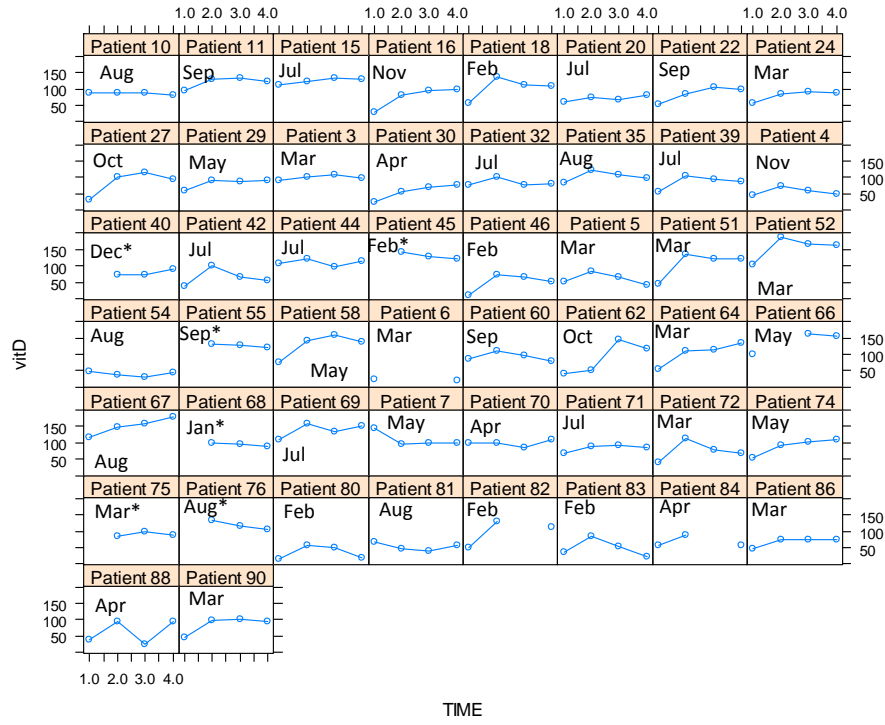 1.0 2.0 3.0 4.0 1.0 2.0 3.0 4.0 1.0 2.0 3.0 4.0 1.0 2.0 3.0 4.0
Patient 10 Patient 11 Patient 15 Patient 16 Patient 18 Patient 20 Patient 22 Patient 24
Aug Sep Jul Nov Feb Jul Sep Mar
150
100
50
Patient 27 Patient 29 Patient 3 Patient 30 Patient 32 Patient 35 Patient 39 Patient 4
Oct May Mar Apr Jul Aug Jul Nov
150
100
50
Patient 40 Patient 42 Patient 44 Patient 45 Patient 46 Patient 5 Patient 51 Patient 52
Dec* Jul Jul Feb* Feb Mar Mar Mar
150
100
50
Patient 54 Patient 55 Patient 58 Patient 6 Patient 60 Patient 62 Patient 64 Patient 66
Aug Sep* May Mar Sep Oct Mar May
150
100
50
vitD
Patient 67 Patient 68 Patient 69 Patient 7 Patient 70 Patient 71 Patient 72 Patient 74
Aug Jan* Jul May Apr Jul Mar May
150
100
50
Patient 75 Patient 76 Patient 80 Patient 81 Patient 82 Patient 83 Patient 84 Patient 86
Mar* Aug* Feb Aug Feb Feb Apr Mar
150
100
50
Patient 88 Patient 90
Apr Mar
150
100
50
1.0 2.0 3.0 4.0
TIME